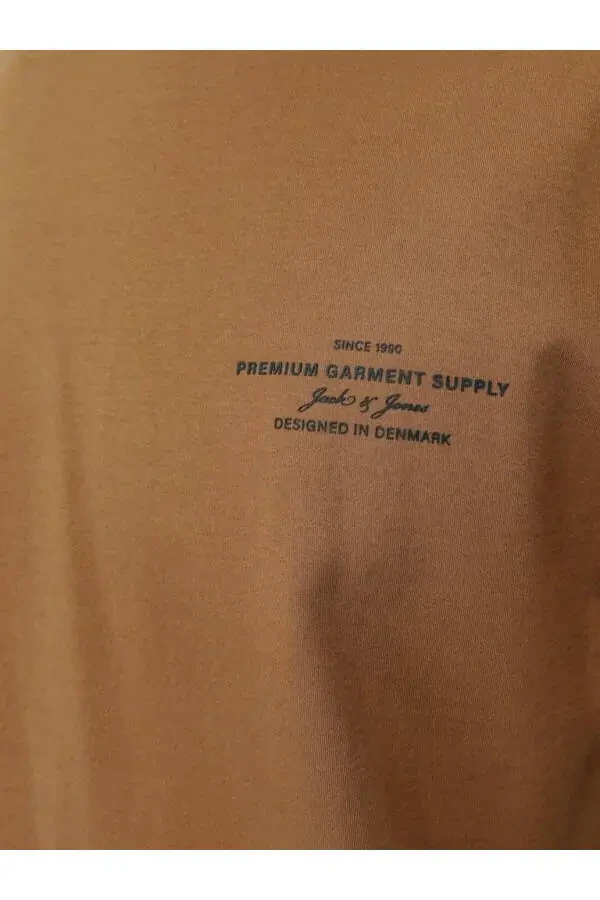 SINCE 1990
PREMIUM GARMENT SUPPLY
Jack & Jones
DESIGNED IN DENMARK